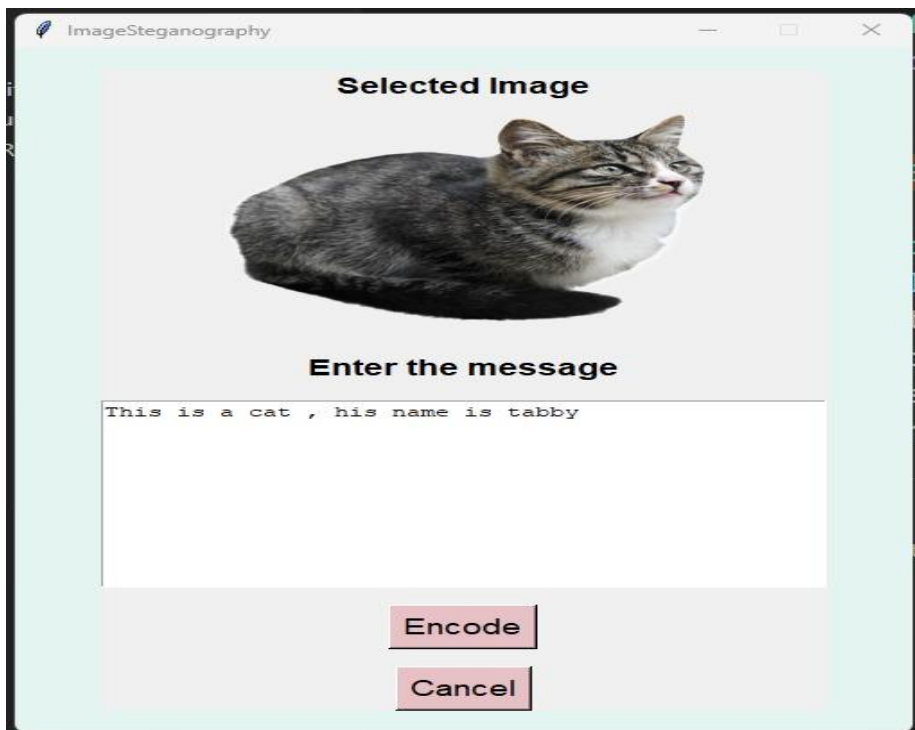 ImageSteganography
Selected Image
Enter the message
This is a cat , his name is tabby
Encode
Cancel